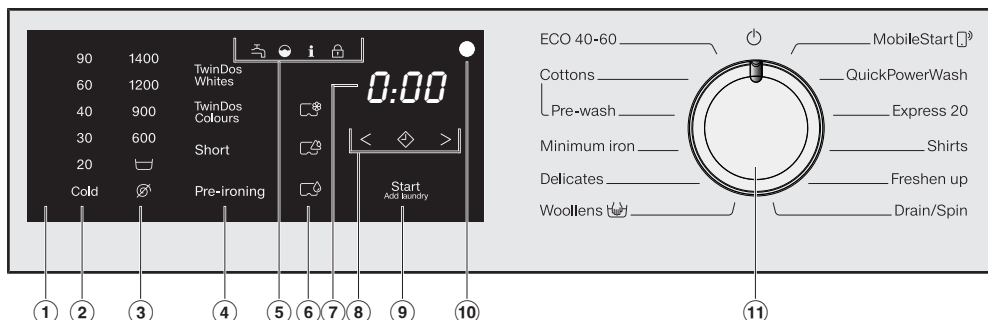 90
60
40
30
20
Cold
1400
1200
900
600
TwinDos
Whites
TwinDos
Colours
Short
Pre-ironing
0:00
< >
Start
Add laundry
ECO 40-60
Cottons
Pre-wash
Minimum iron
Delicates
Woollens
MobileStart
QuickPowerWash
Express 20
Shirts
Freshen up
Drain/Spin
1 2 3 4 5 6 7 8 9 10 11